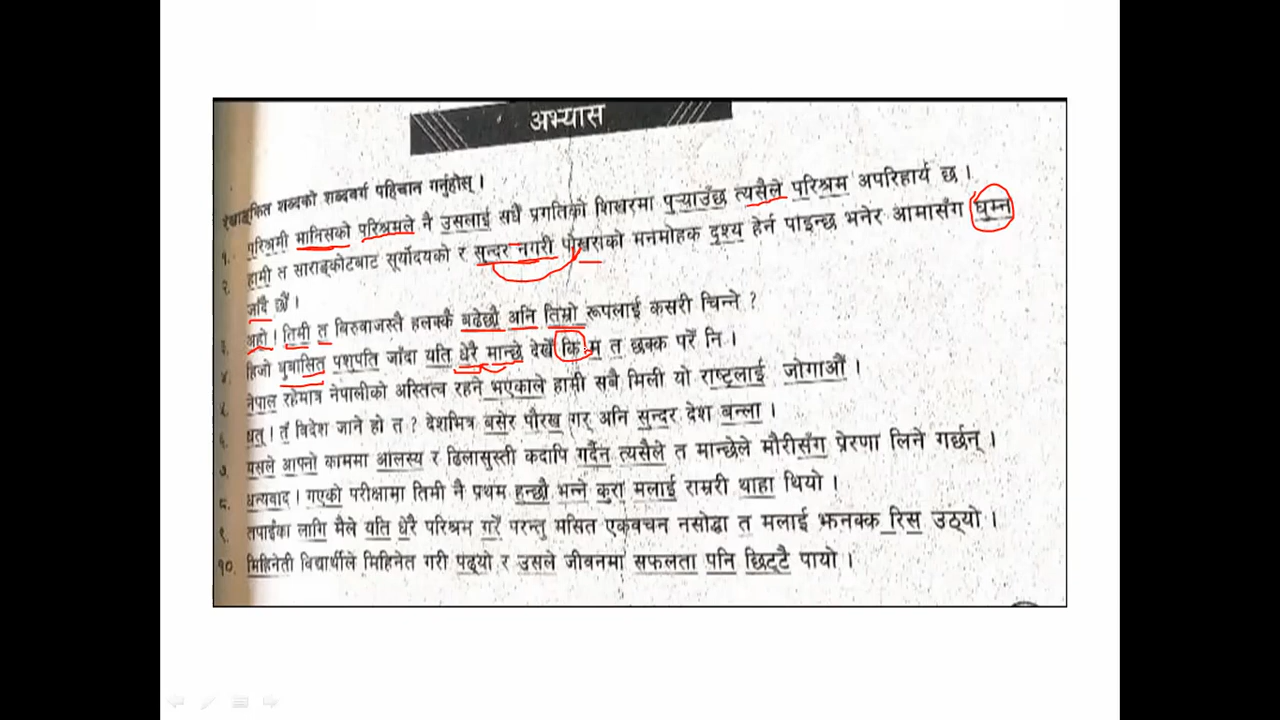 अभ्यास
रेखाङ्कित शब्दको शब्दवर्ग पहिचान गर्नुहोस् ।
१. परिश्रमी मानिसको परिश्रमले नै उसलाई सधैँ प्रगतिको शिखरमा पुर्‍याउँछ त्यसैले परिश्रम अपरिहार्य छ ।
२. हामी त साराङ्कोटबाट सूर्योदयको र सुन्दर नगरी पोखराको मनमोहक दृश्य हेर्न पाइन्छ भनेर आमासँग घुम्न
जाँदै छौँ ।
३. अहो ! तिमी त बिरुवाजस्तै हलक्कै बढेछौ अनि तिम्रो रूपलाई कसरी चिन्ने ?
४. हिजो पशुपति जाँदा यति धेरै मान्छे देखेँ कि म त छक्क परेँ नि ।
५. नेपाल रहेमात्र नेपालीको अस्तित्व रहने भएकाले हामी सबै मिली यो राष्ट्रलाई जोगाऔँ ।
६. धत् ! तँ विदेश जाने हो त ? देशभित्र बसेर पौरख गर् अनि सुन्दर देश बन्ला ।
७. यसले आफ्नो काममा आलस्य र ढिलासुस्ती कदापि गर्दैन त्यसैले त मान्छेले मौरीसँग प्रेरणा लिने गर्छन् ।
८. धन्यवाद ! गएको परीक्षामा तिमी नै प्रथम हन्छौ भन्ने कुरा मलाई राम्ररी थाहा थियो ।
९. तपाईंका लागि मैले यति धेरै परिश्रम गरेँ परन्तु मसित एकवचन नसोद्धा त मलाई झनक्क रिस उठ्यो ।
१०. मिहिनेती विद्यार्थीले मिहिनेत गरी पढ्यो र उसले जीवनमा सफलता पनि छिट्टै पायो ।